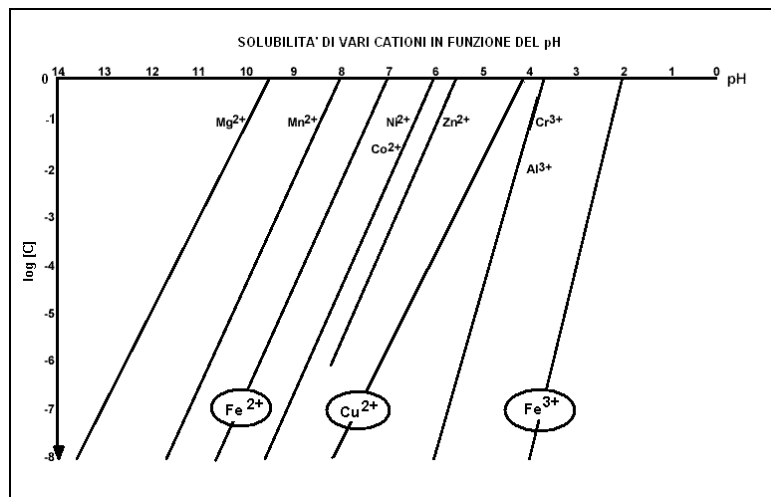 SOLUBILITA' DI VARI CATIONI IN FUNZIONE DEL pH
0 14 13 12 11 10 9 8 7 6 5 4 3 2 1 0 pH
-1 Mg2+ Mn2+ Ni2+ Zn2+ Cr3+
Co2+
-2 Al3+
-3
log [C]
-4
-5
-6
-7 Fe 2+ Cu2+ Fe3+
-8